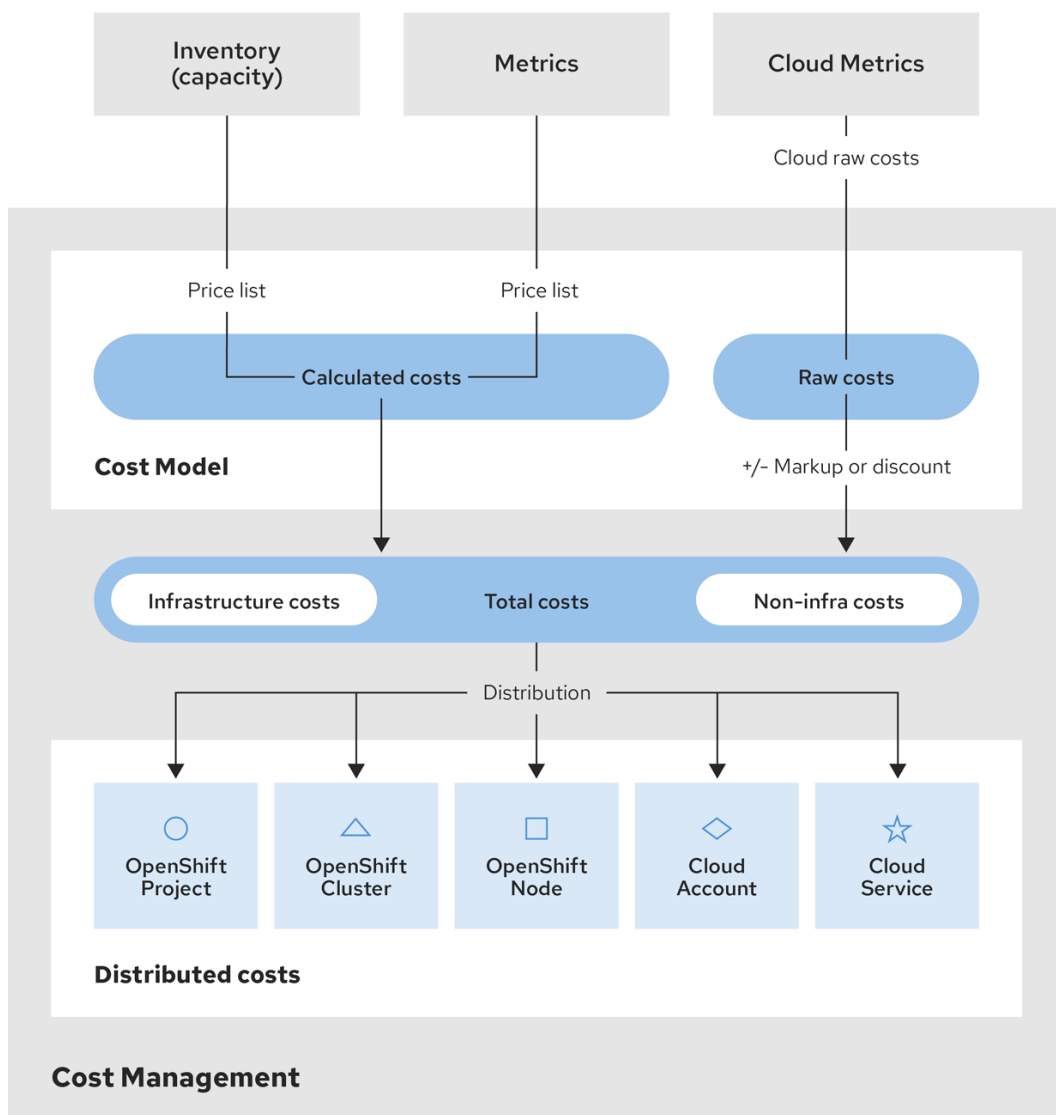 Inventory
(capacity)
Metrics
Cloud Metrics
Cloud raw costs
Price list
Price list
Calculated costs
Raw costs
Cost Model
+/- Markup or discount
Infrastructure costs
Total costs
Non-infra costs
Distribution
OpenShift
Project
OpenShift
Cluster
OpenShift
Node
Cloud
Account
Cloud
Service
Distributed costs
Cost Management